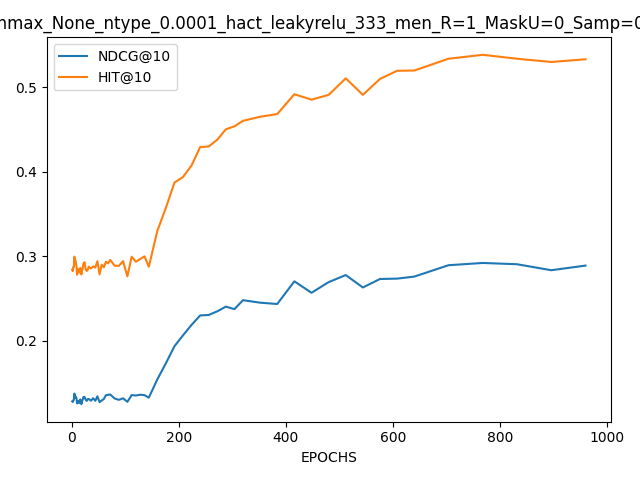 nmax_None_ntype_0.0001_hact_leakyrelu_333_men_R=1_MaskU=0_Samp=0
NDCG@10
HIT@10
0.5
0.4
0.3
0.2
0 200 400 600 800 1000
EPOCHS